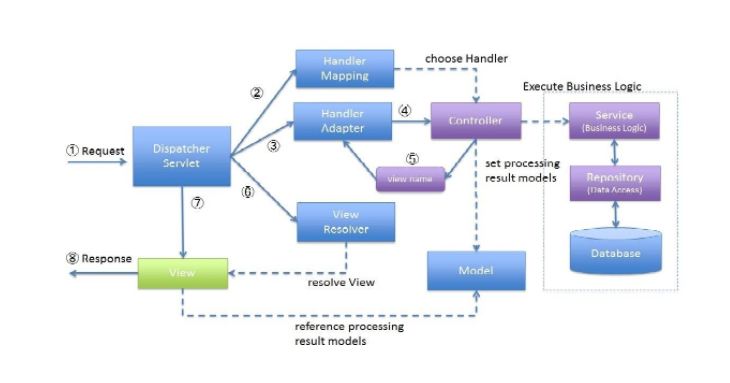 Handler
Mapping
choose Handler
②
Execute Business Logic
① Request
Dispatcher
Servlet
③
Handler
Adapter
④
Controller
Service
(Business Logic)
⑤
View name
set processing
result models
Repository
(Data Access)
⑥
⑦
View
Resolver
⑧ Response
View
resolve View
Model
Database
reference processing
result models